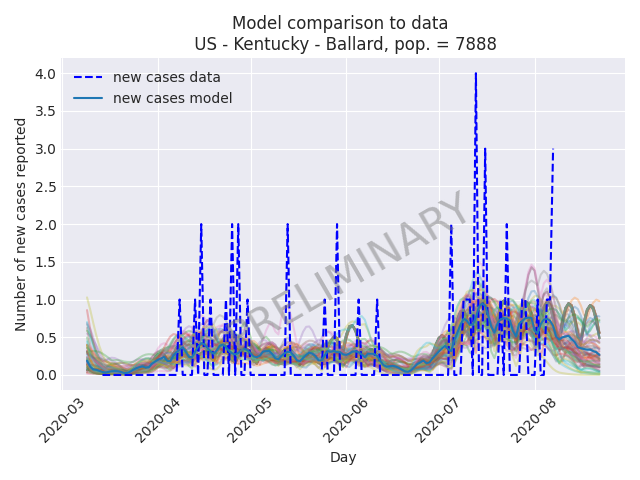 Model comparison to data
US - Kentucky - Ballard, pop. = 7888
new cases data
new cases model
PRELIMINARY
Number of new cases reported
4.0
3.5
3.0
2.5
2.0
1.5
1.0
0.5
0.0
2020-03
2020-04
2020-05
2020-06
2020-07
2020-08
Day